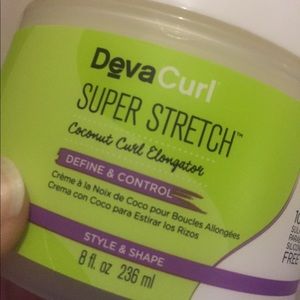 DevaCurl
SUPER STRETCH™
Coconut Curl Elongator
DEFINE & CONTROL
Crème à la Noix de Coco pour Boucles Allongées
Crema con Coco para Estirar los Rizos
STYLE & SHAPE
8 fl. oz 236 ml
FREE